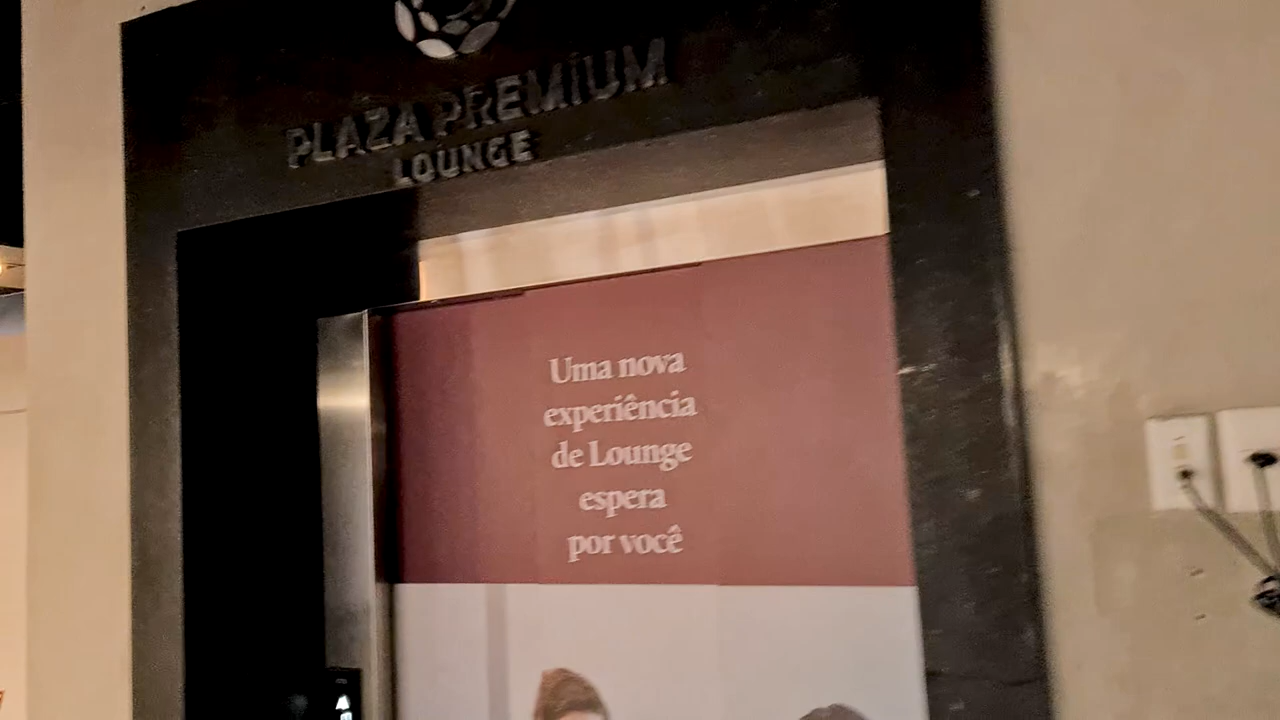 PLAZA PREMIUM
LOUNGE
Uma nova
experiência
de Lounge
espera
por você